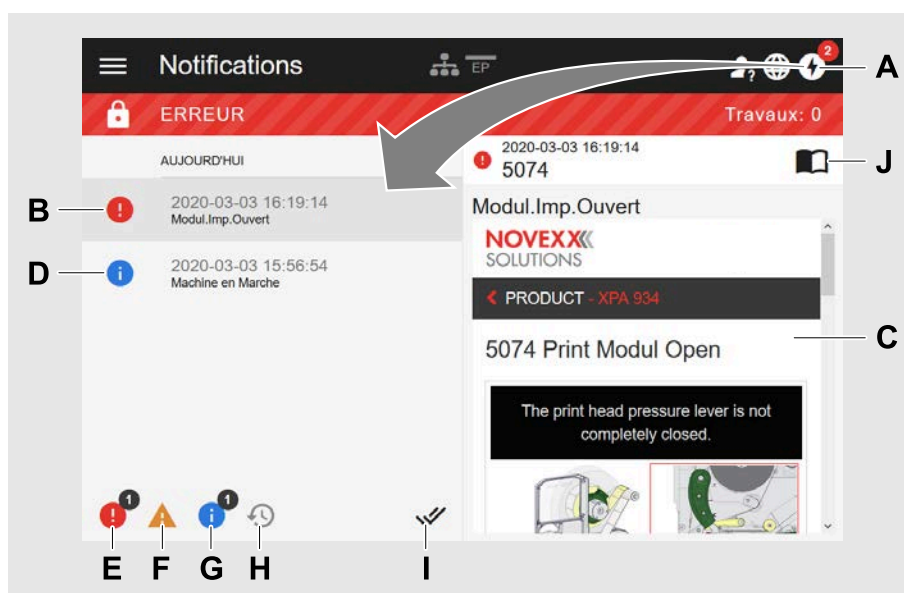 Notifications
EP
?
2
A
ERREUR
Travaux: 0
AUJOURD'HUI
2020-03-03 16:19:14
5074
J
B
2020-03-03 16:19:14
Modul.Imp.Ouvert
D
2020-03-03 15:56:54
Machine en Marche
Modul.Imp.Ouvert
NOVEXX
SOLUTIONS
PRODUCT - XPA 934
C
5074 Print Modul Open
The print head pressure lever is not
completely closed.
1
1
E
F
G
H
I